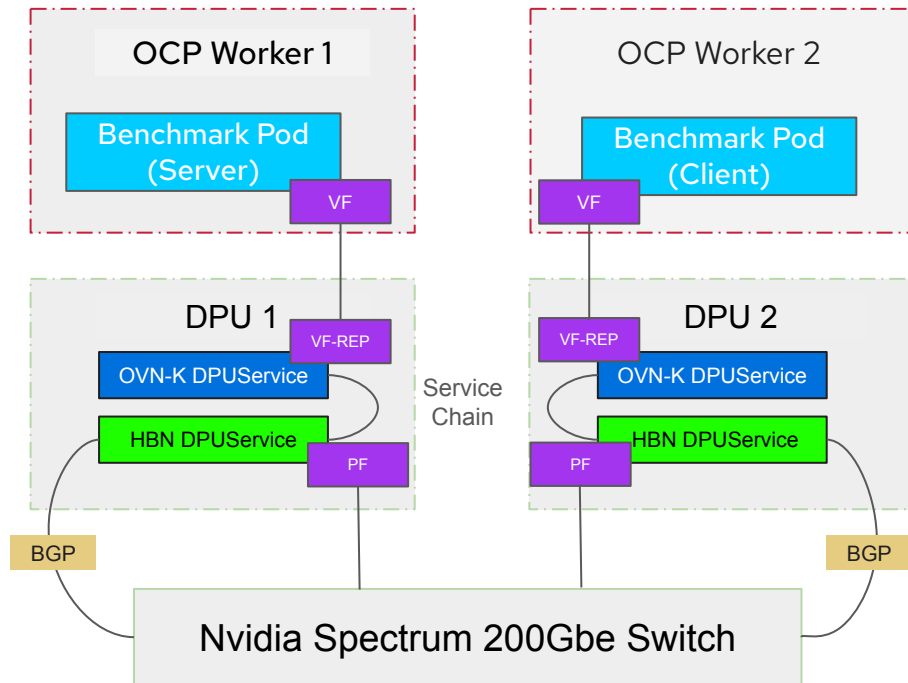 OCP Worker 1
Benchmark Pod
(Server)
VF
OCP Worker 2
Benchmark Pod
(Client)
VF
DPU 1
VF-REP
OVN-K DPUService
HBN DPUService
PF
Service
Chain
DPU 2
VF-REP
OVN-K DPUService
HBN DPUService
PF
BGP
BGP
Nvidia Spectrum 200Gbe Switch